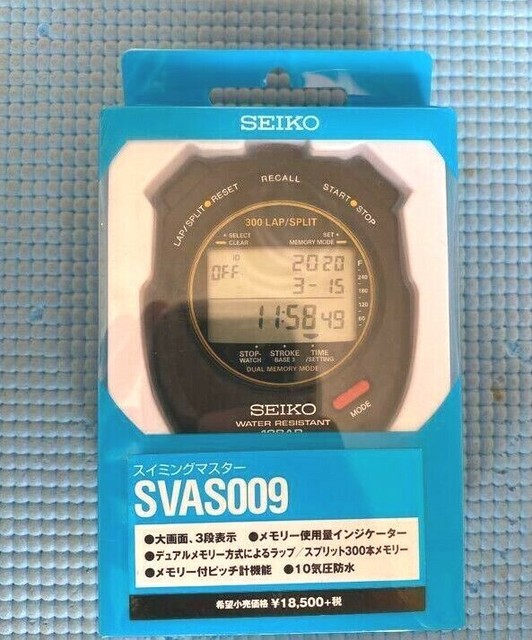 SEIKO
RECALL
LAP/SPLIT RESET
START STOP
300 LAP/SPLIT
SELECT
CLEAR
SET
MEMORY MODE
OFF
2020
3-15
11:58 49
F
240
180
120
60
STOP-WATCH
STROKE BASE 3
TIME /SETTING
DUAL MEMORY MODE
SEIKO
MODE
WATER RESISTANT
スイミングマスター
SVAS009
●大画面、3段表示 ●メモリー使用量インジケーター
●デュアルメモリー方式によるラップ/スプリット300本メモリー
●メモリー付ピッチ計機能 ●10気圧防水
希望小売価格 ¥18,500+税